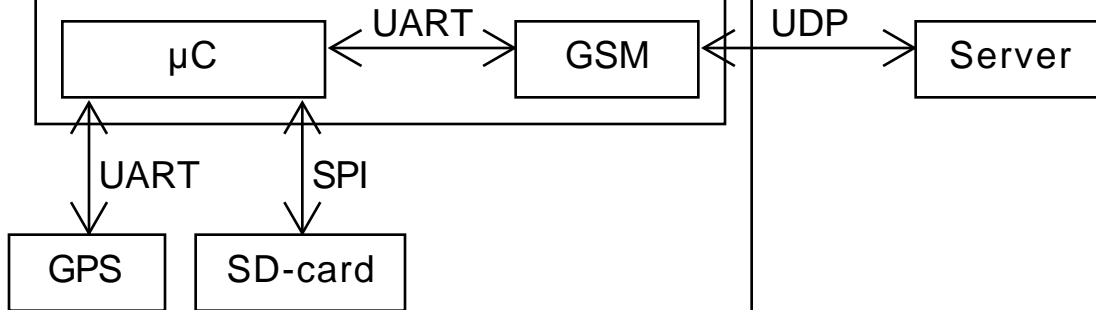 UART
UDP
µC
GSM
Server
UART
SPI
GPS
SD-card